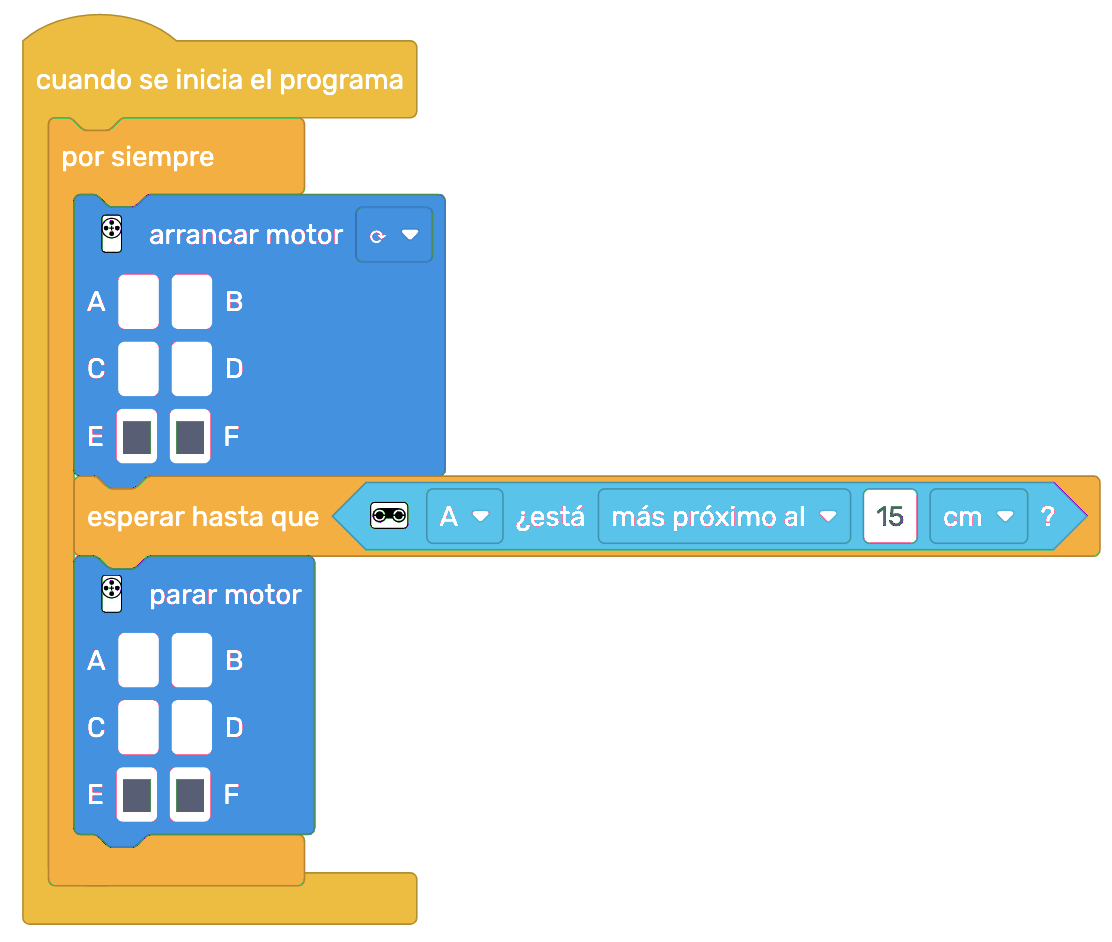 cuando se inicia el programa
por siempre
arrancar motor
A B
C D
E F
esperar hasta que A ¿está más próximo al 15 cm ?
parar motor
A B
C D
E F